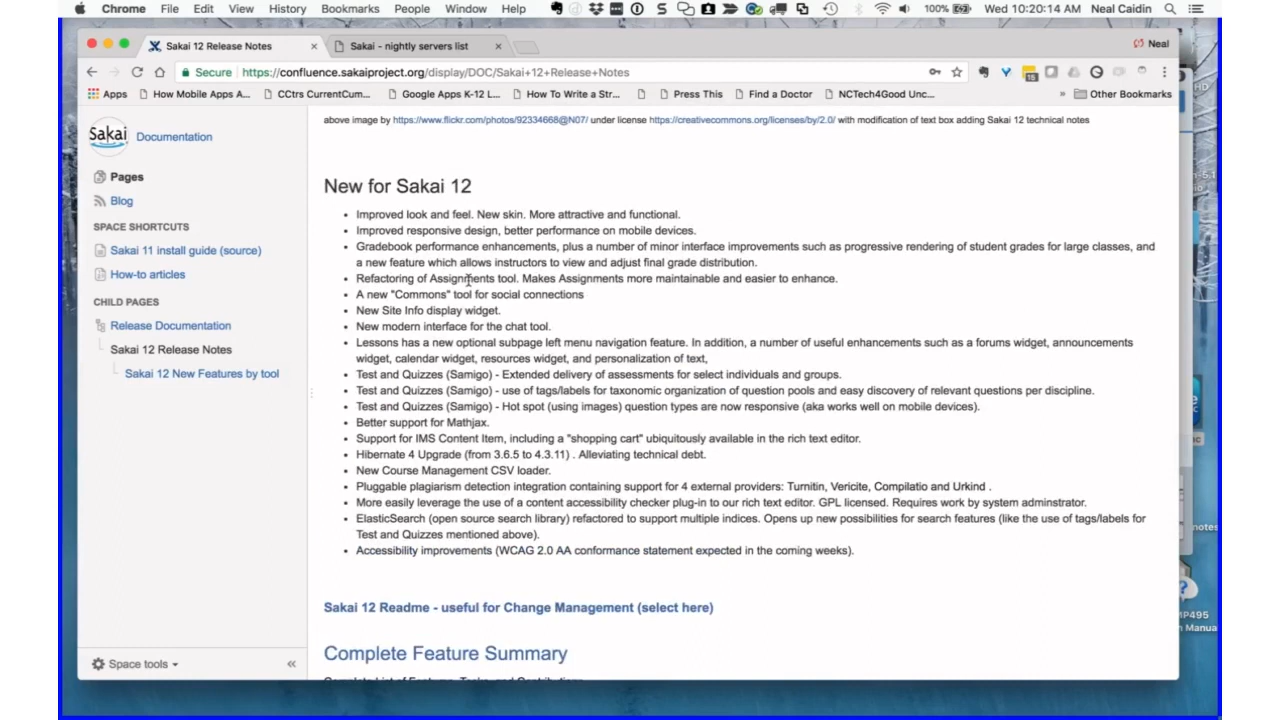 Chrome File Edit View History Bookmarks People Window Help 100% Wed 10:20:14 AM Neal Caidin
Sakai 12 Release Notes Sakai - nightly servers list Neal
Secure https://confluence.sakaiproject.org/display/DOC/Sakai+12+Release+Notes
Apps How Mobile Apps A... CCtrs CurrentCum... Google Apps K-12 L... How To Write a Str... Press This Find a Doctor NCTech4Good Unc... » Other Bookmarks
Sakai Documentation
Pages
Blog
SPACE SHORTCUTS
Sakai 11 install guide (source)
How-to articles
CHILD PAGES
Release Documentation
Sakai 12 Release Notes
Sakai 12 New Features by tool
Space tools
above image by https://www.flickr.com/photos/92334668@N07/ under license https://creativecommons.org/licenses/by/2.0/ with modification of text box adding Sakai 12 technical notes
New for Sakai 12
• Improved look and feel. New skin. More attractive and functional.
• Improved responsive design, better performance on mobile devices.
• Gradebook performance enhancements, plus a number of minor interface improvements such as progressive rendering of student grades for large classes, and
a new feature which allows instructors to view and adjust final grade distribution.
• Refactoring of Assignments tool. Makes Assignments more maintainable and easier to enhance.
• A new "Commons" tool for social connections
• New Site Info display widget.
• New modern interface for the chat tool.
• Lessons has a new optional subpage left menu navigation feature. In addition, a number of useful enhancements such as a forums widget, announcements
widget, calendar widget, resources widget, and personalization of text,
• Test and Quizzes (Samigo) - Extended delivery of assessments for select individuals and groups.
• Test and Quizzes (Samigo) - use of tags/labels for taxonomic organization of question pools and easy discovery of relevant questions per discipline.
• Test and Quizzes (Samigo) - Hot spot (using images) question types are now responsive (aka works well on mobile devices).
• Better support for Mathjax.
• Support for IMS Content Item, including a "shopping cart" ubiquitously available in the rich text editor.
• Hibernate 4 Upgrade (from 3.6.5 to 4.3.11) . Alleviating technical debt.
• New Course Management CSV loader.
• Pluggable plagiarism detection integration containing support for 4 external providers: Turnitin, Vericite, Compilatio and Urkind .
• More easily leverage the use of a content accessibility checker plug-in to our rich text editor. GPL licensed. Requires work by system adminstrator.
• ElasticSearch (open source search library) refactored to support multiple indices. Opens up new possibilities for search features (like the use of tags/labels for
Test and Quizzes mentioned above).
• Accessibility improvements (WCAG 2.0 AA conformance statement expected in the coming weeks).
Sakai 12 Readme - useful for Change Management (select here)
Complete Feature Summary